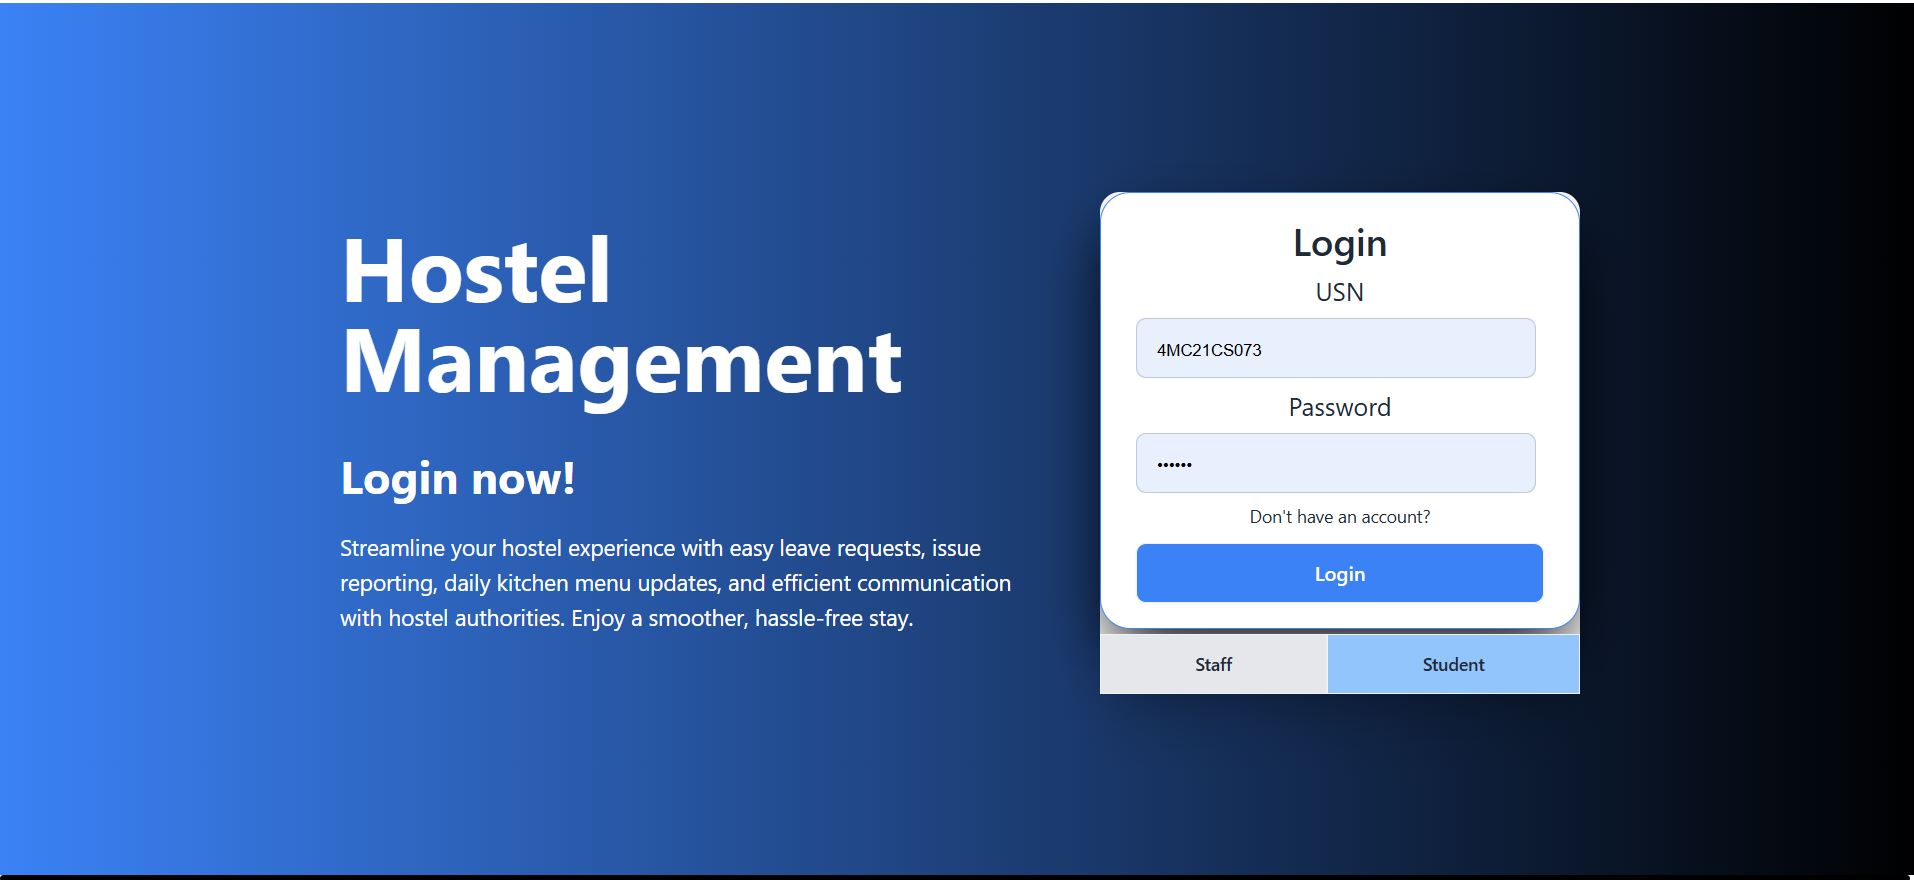 Hostel
Management
Login now!
Streamline your hostel experience with easy leave requests, issue
reporting, daily kitchen menu updates, and efficient communication
with hostel authorities. Enjoy a smoother, hassle-free stay.
Login
USN
4MC21CS073
Password
••••••
Don't have an account?
Login
Staff
Student